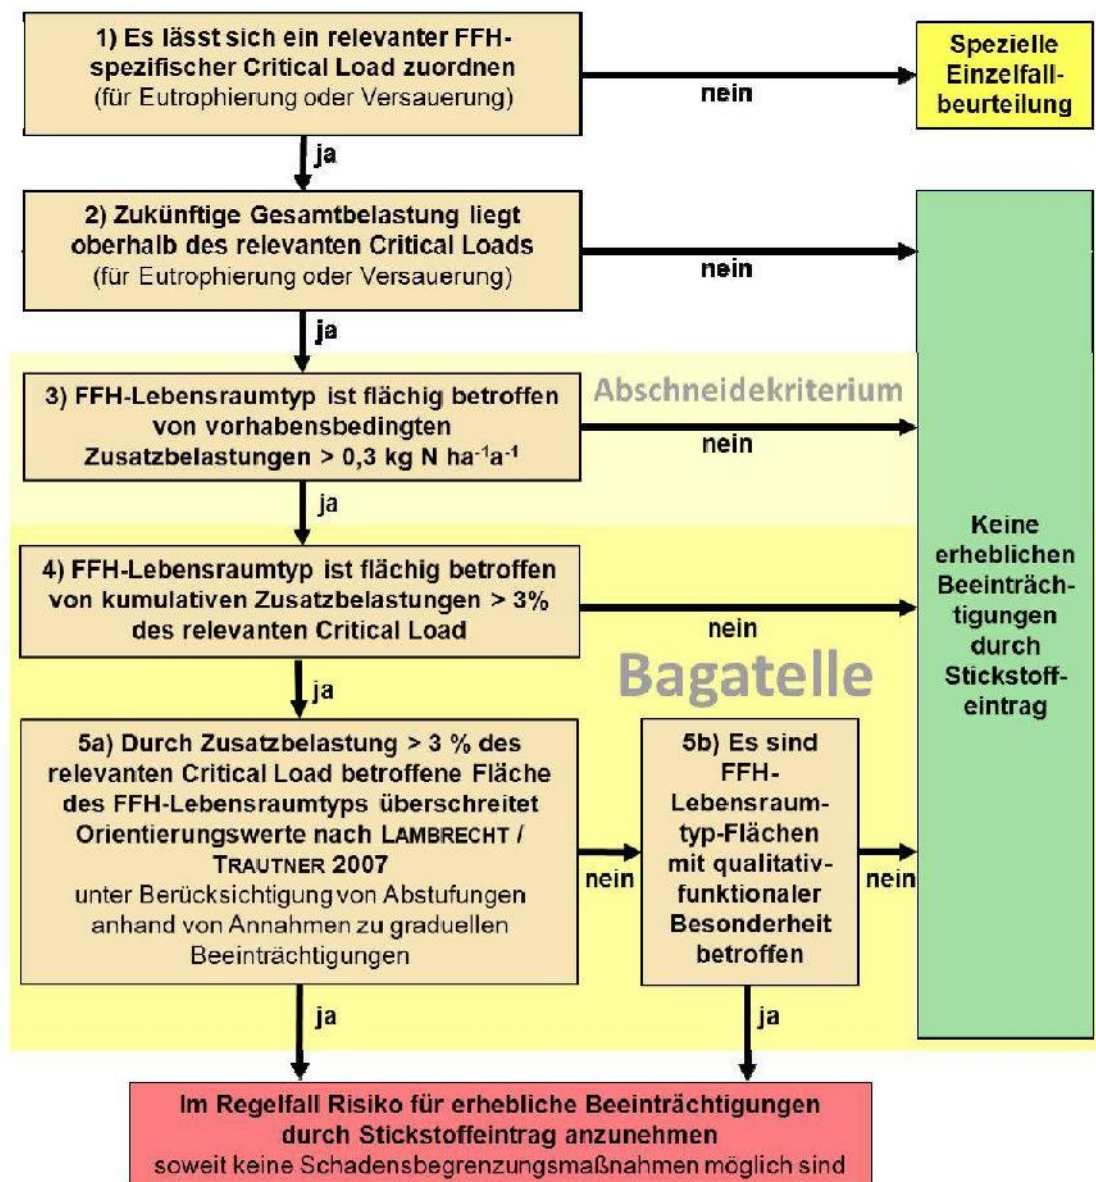 1) Es lässt sich ein relevanter FFH-
spezifischer Critical Load zuordnen
(für Eutrophierung oder Versauerung)
nein
Spezielle
Einzelfall-
beurteilung
ja
2) Zukünftige Gesamtbelastung liegt
oberhalb des relevanten Critical Loads
(für Eutrophierung oder Versauerung)
nein
ja
3) FFH-Lebensraumtyp ist flächig betroffen
von vorhabensbedingten
Zusatzbelastungen > 0,3 kg N ha⁻¹a⁻¹
Abschneidekriterium
nein
ja
4) FFH-Lebensraumtyp ist flächig betroffen
von kumulativen Zusatzbelastungen > 3%
des relevanten Critical Load
nein
Keine
erheblichen
Beeinträch-
tigungen
durch
Stickstoff-
eintrag
Bagatelle
ja
5a) Durch Zusatzbelastung > 3 % des
relevanten Critical Load betroffene Fläche
des FFH-Lebensraumtyps überschreitet
Orientierungswerte nach LAMBRECHT /
TRAUTNER 2007
unter Berücksichtigung von Abstufungen
anhand von Annahmen zu graduellen
Beeinträchtigungen
nein
5b) Es sind
FFH-
Lebensraum-
typ-Flächen
mit qualitativ-
funktionaler
Besonderheit
betroffen
nein
ja
ja
Im Regelfall Risiko für erhebliche Beeinträchtigungen
durch Stickstoffeintrag anzunehmen
soweit keine Schadensbegrenzungsmaßnahmen möglich sind